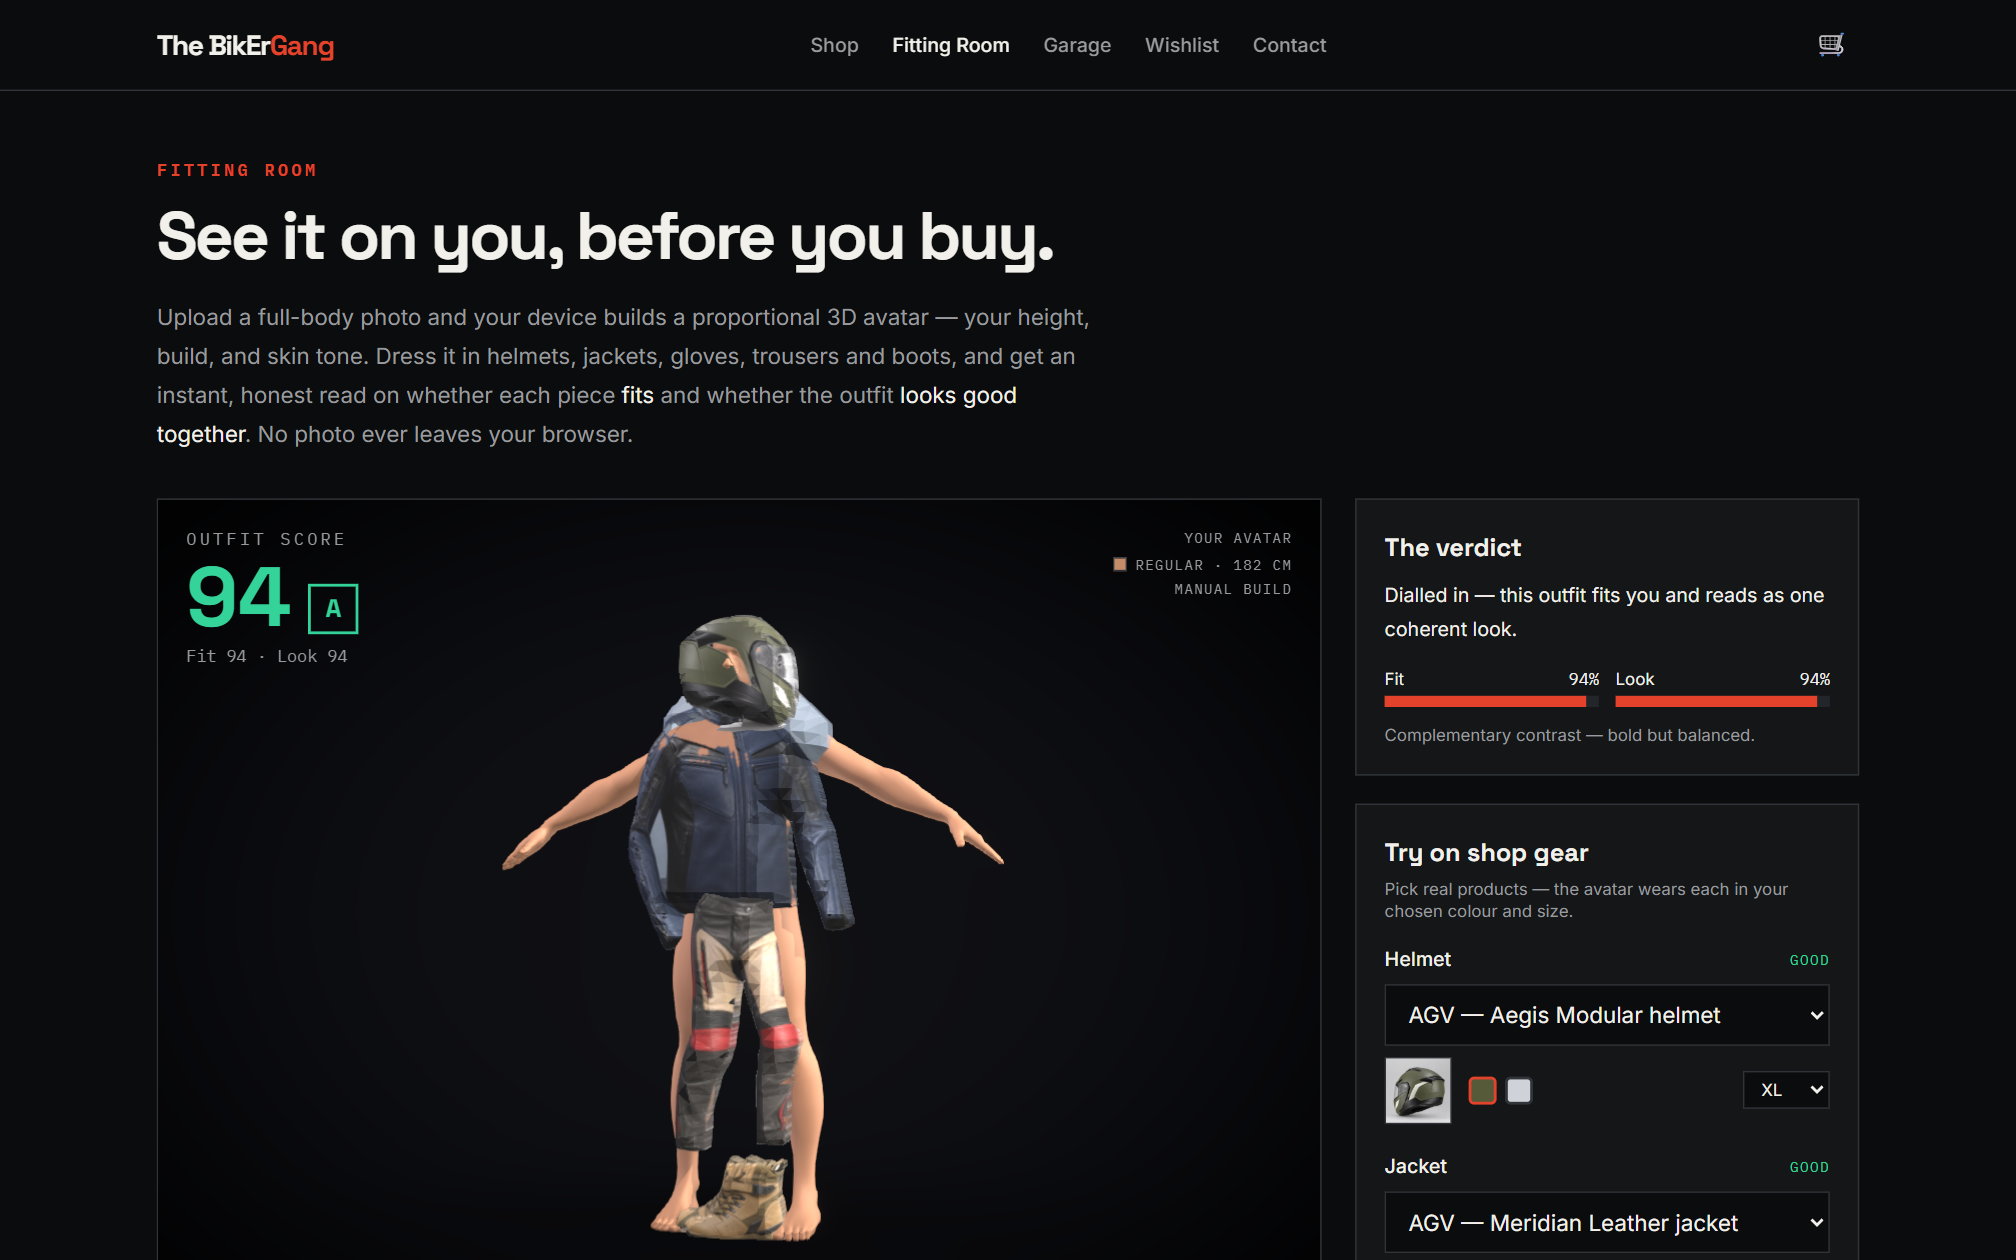 The BikErGang
Shop
Fitting Room
Garage
Wishlist
Contact
FITTING ROOM
See it on you, before you buy.
Upload a full-body photo and your device builds a proportional 3D avatar — your height,
build, and skin tone. Dress it in helmets, jackets, gloves, trousers and boots, and get an
instant, honest read on whether each piece fits and whether the outfit looks good
together. No photo ever leaves your browser.
OUTFIT SCORE
94 A
Fit 94 · Look 94
YOUR AVATAR
REGULAR · 182 CM
MANUAL BUILD
The verdict
Dialled in — this outfit fits you and reads as one
coherent look.
Fit 94%
Look 94%
Complementary contrast — bold but balanced.
Try on shop gear
Pick real products — the avatar wears each in your
chosen colour and size.
Helmet GOOD
AGV — Aegis Modular helmet
XL
Jacket GOOD
AGV — Meridian Leather jacket